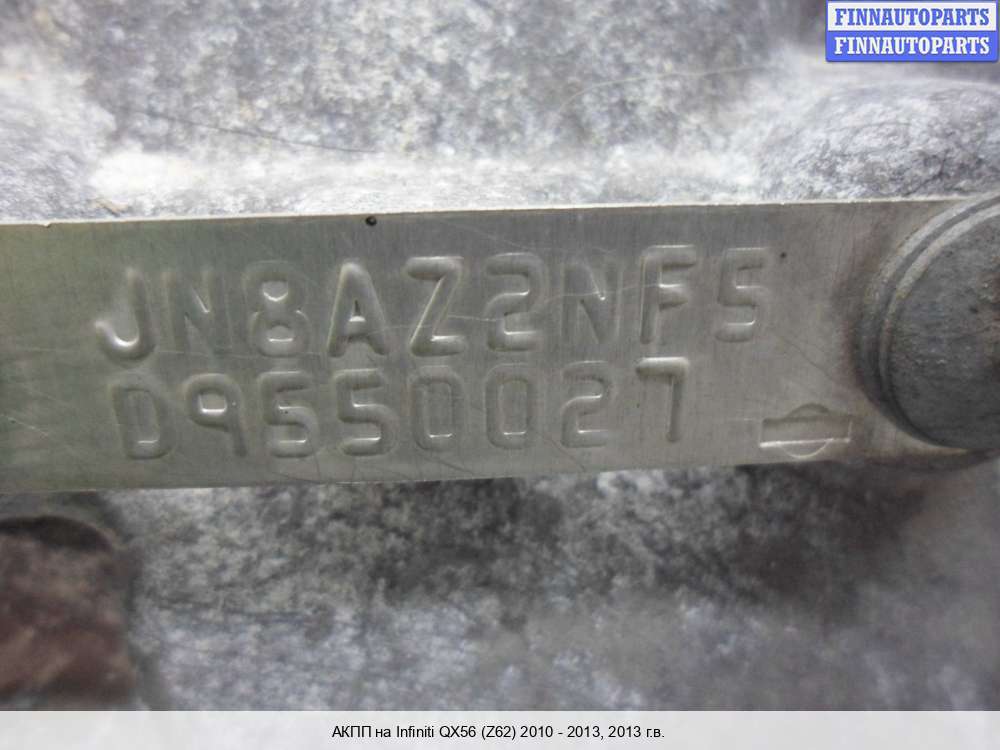 FINNAUTOPARTS
FINNAUTOPARTS
JN8AZ2NF5
D9550027
АКПП на Infiniti QX56 (Z62) 2010 - 2013, 2013 г.в.